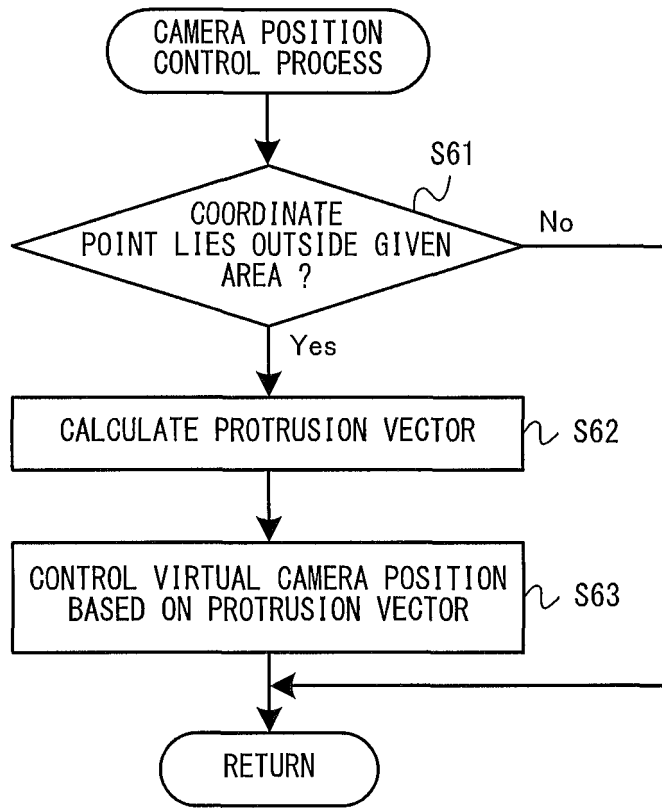 CAMERA POSITION
CONTROL PROCESS
S61
COORDINATE
POINT LIES OUTSIDE GIVEN
AREA ?
No
Yes
CALCULATE PROTRUSION VECTOR
S62
CONTROL VIRTUAL CAMERA POSITION
BASED ON PROTRUSION VECTOR
S63
RETURN